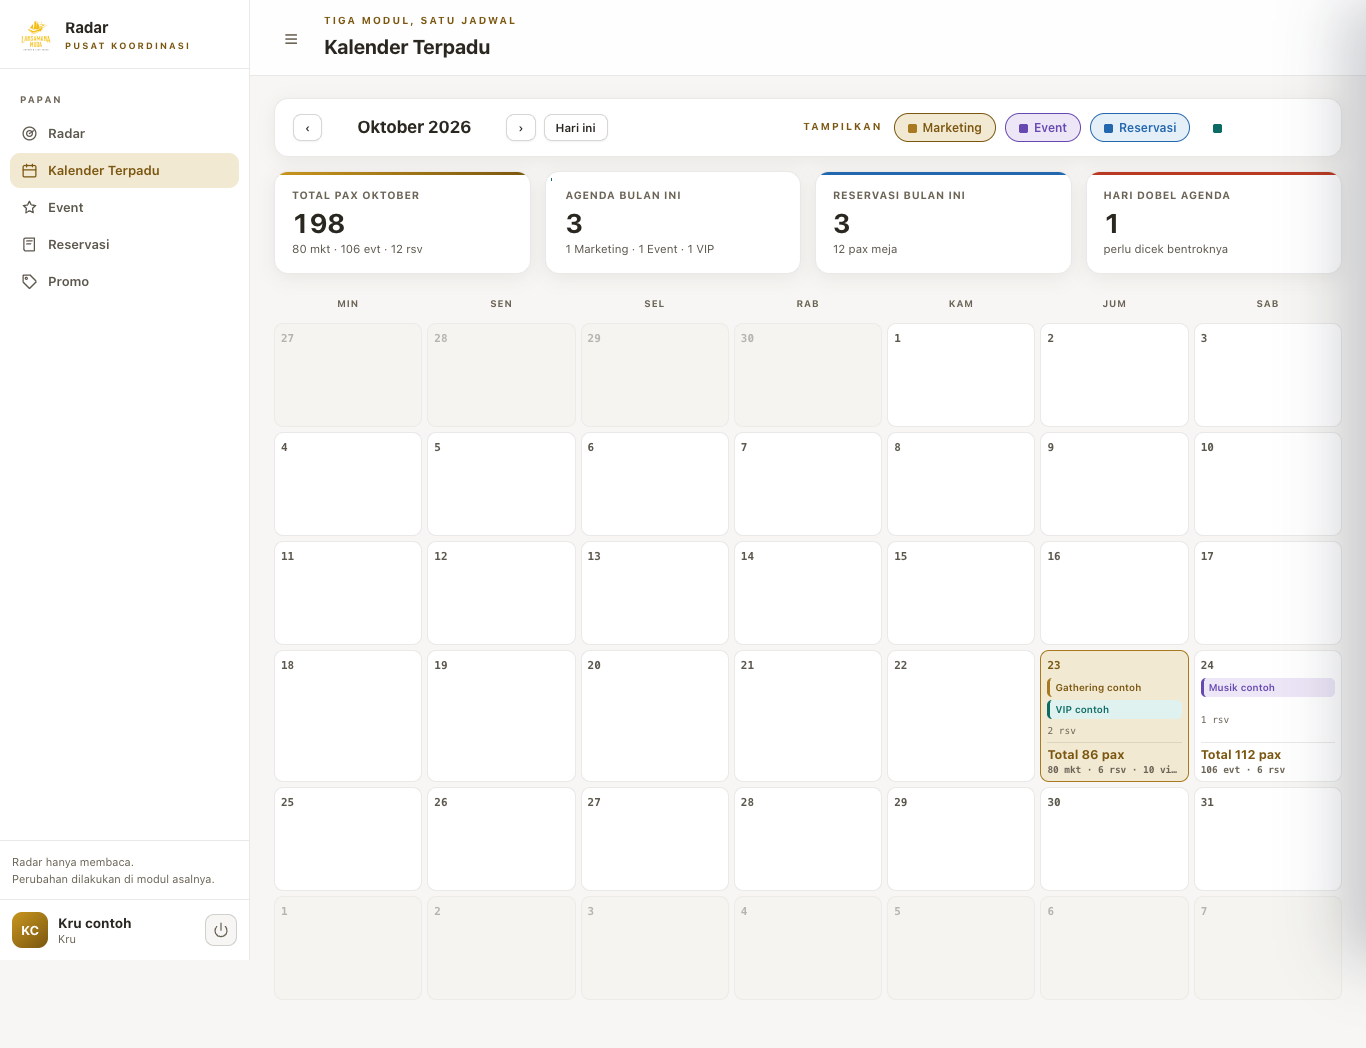 Radar
PUSAT KOORDINASI
PAPAN
Radar
Kalender Terpadu
Event
Reservasi
Promo
Radar hanya membaca.
Perubahan dilakukan di modul asalnya.
KC
Kru contoh
Kru
TIGA MODUL, SATU JADWAL
Kalender Terpadu
‹ Oktober 2026 › Hari ini
TAMPILKAN Marketing Event Reservasi
TOTAL PAX OKTOBER
198
80 mkt · 106 evt · 12 rsv
AGENDA BULAN INI
3
1 Marketing · 1 Event · 1 VIP
RESERVASI BULAN INI
3
12 pax meja
HARI DOBEL AGENDA
1
perlu dicek bentroknya
MIN SEN SEL RAB KAM JUM SAB
27 28 29 30 1 2 3
4 5 6 7 8 9 10
11 12 13 14 15 16 17
18 19 20 21 22 23 24
Gathering contoh
VIP contoh
2 rsv
Total 86 pax
80 mkt · 6 rsv · 10 vi…
Musik contoh
1 rsv
Total 112 pax
106 evt · 6 rsv
25 26 27 28 29 30 31
1 2 3 4 5 6 7